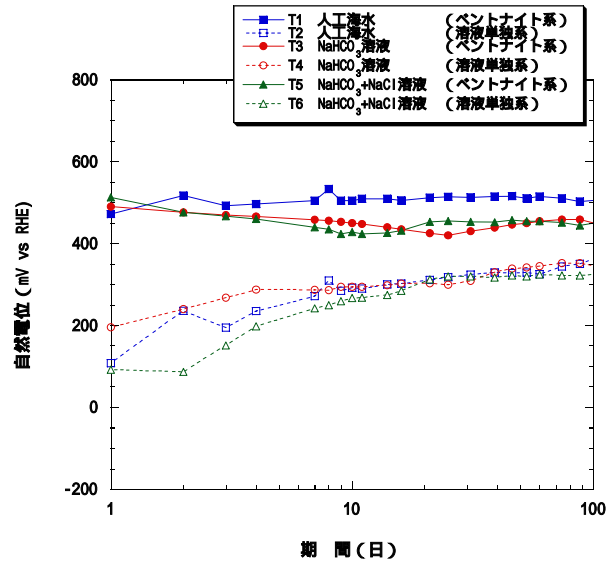 T1 人工海水 (ベントナイト系)
T2 人工海水 (溶液単独系)
T3 NaHCO3溶液 (ベントナイト系)
T4 NaHCO3溶液 (溶液単独系)
T5 NaHCO3+NaCl溶液 (ベントナイト系)
T6 NaHCO3+NaCl溶液 (溶液単独系)
800
600
400
200
0
-200
自然電位(mV vs RHE)
1 10 100
期 間(日)